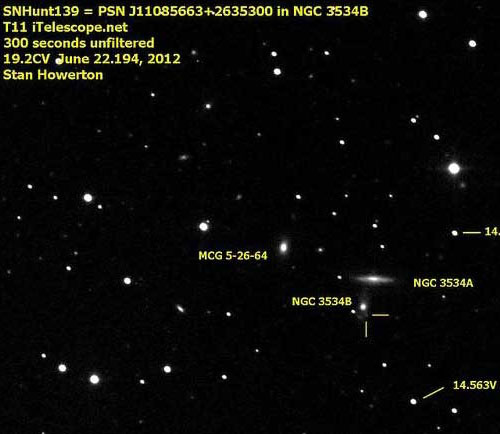 SNHunt139 = PSN J11085663+2635300 in NGC 3534B
T11 iTelescope.net
300 seconds unfiltered
19.2CV June 22.194, 2012
Stan Howerton
14.
MCG 5-26-64
NGC 3534A
NGC 3534B
14.563V